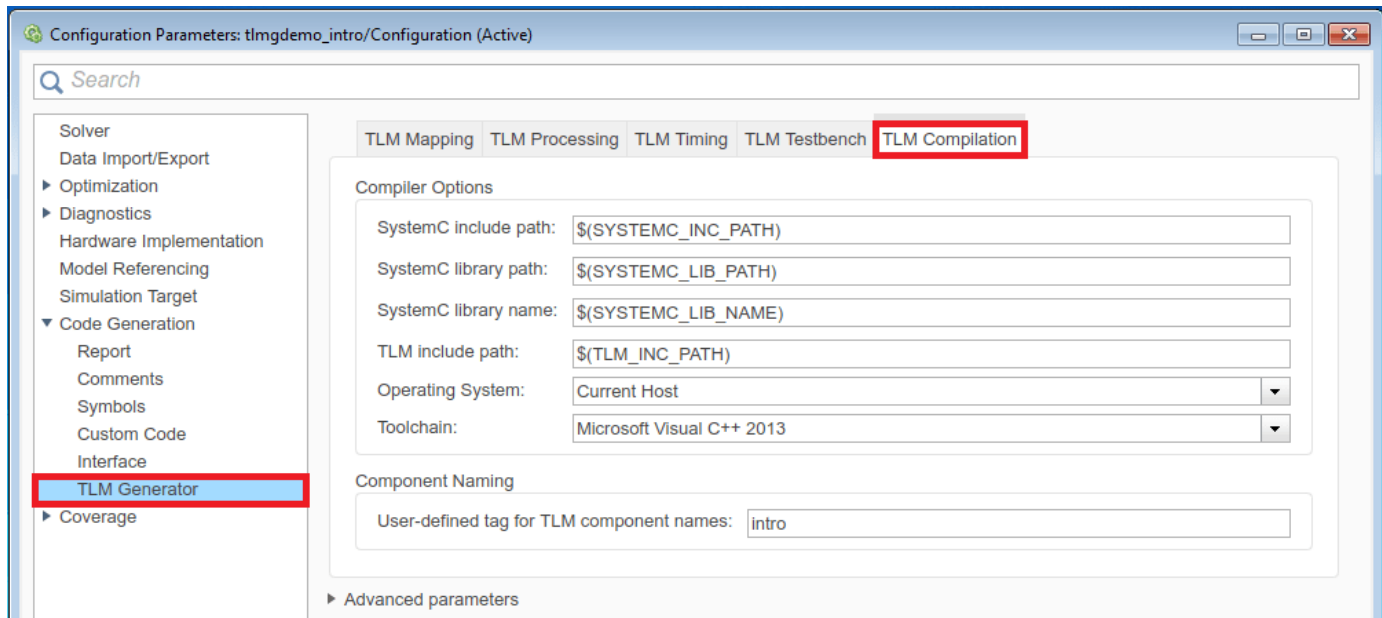 Configuration Parameters: tlmgdemo_intro/Configuration (Active)
Search
Solver
Data Import/Export
Optimization
Diagnostics
Hardware Implementation
Model Referencing
Simulation Target
Code Generation
Report
Comments
Symbols
Custom Code
Interface
TLM Generator
Coverage
TLM Mapping TLM Processing TLM Timing TLM Testbench TLM Compilation
Compiler Options
SystemC include path: $(SYSTEMC_INC_PATH)
SystemC library path: $(SYSTEMC_LIB_PATH)
SystemC library name: $(SYSTEMC_LIB_NAME)
TLM include path: $(TLM_INC_PATH)
Operating System: Current Host
Toolchain: Microsoft Visual C++ 2013
Component Naming
User-defined tag for TLM component names: intro
Advanced parameters